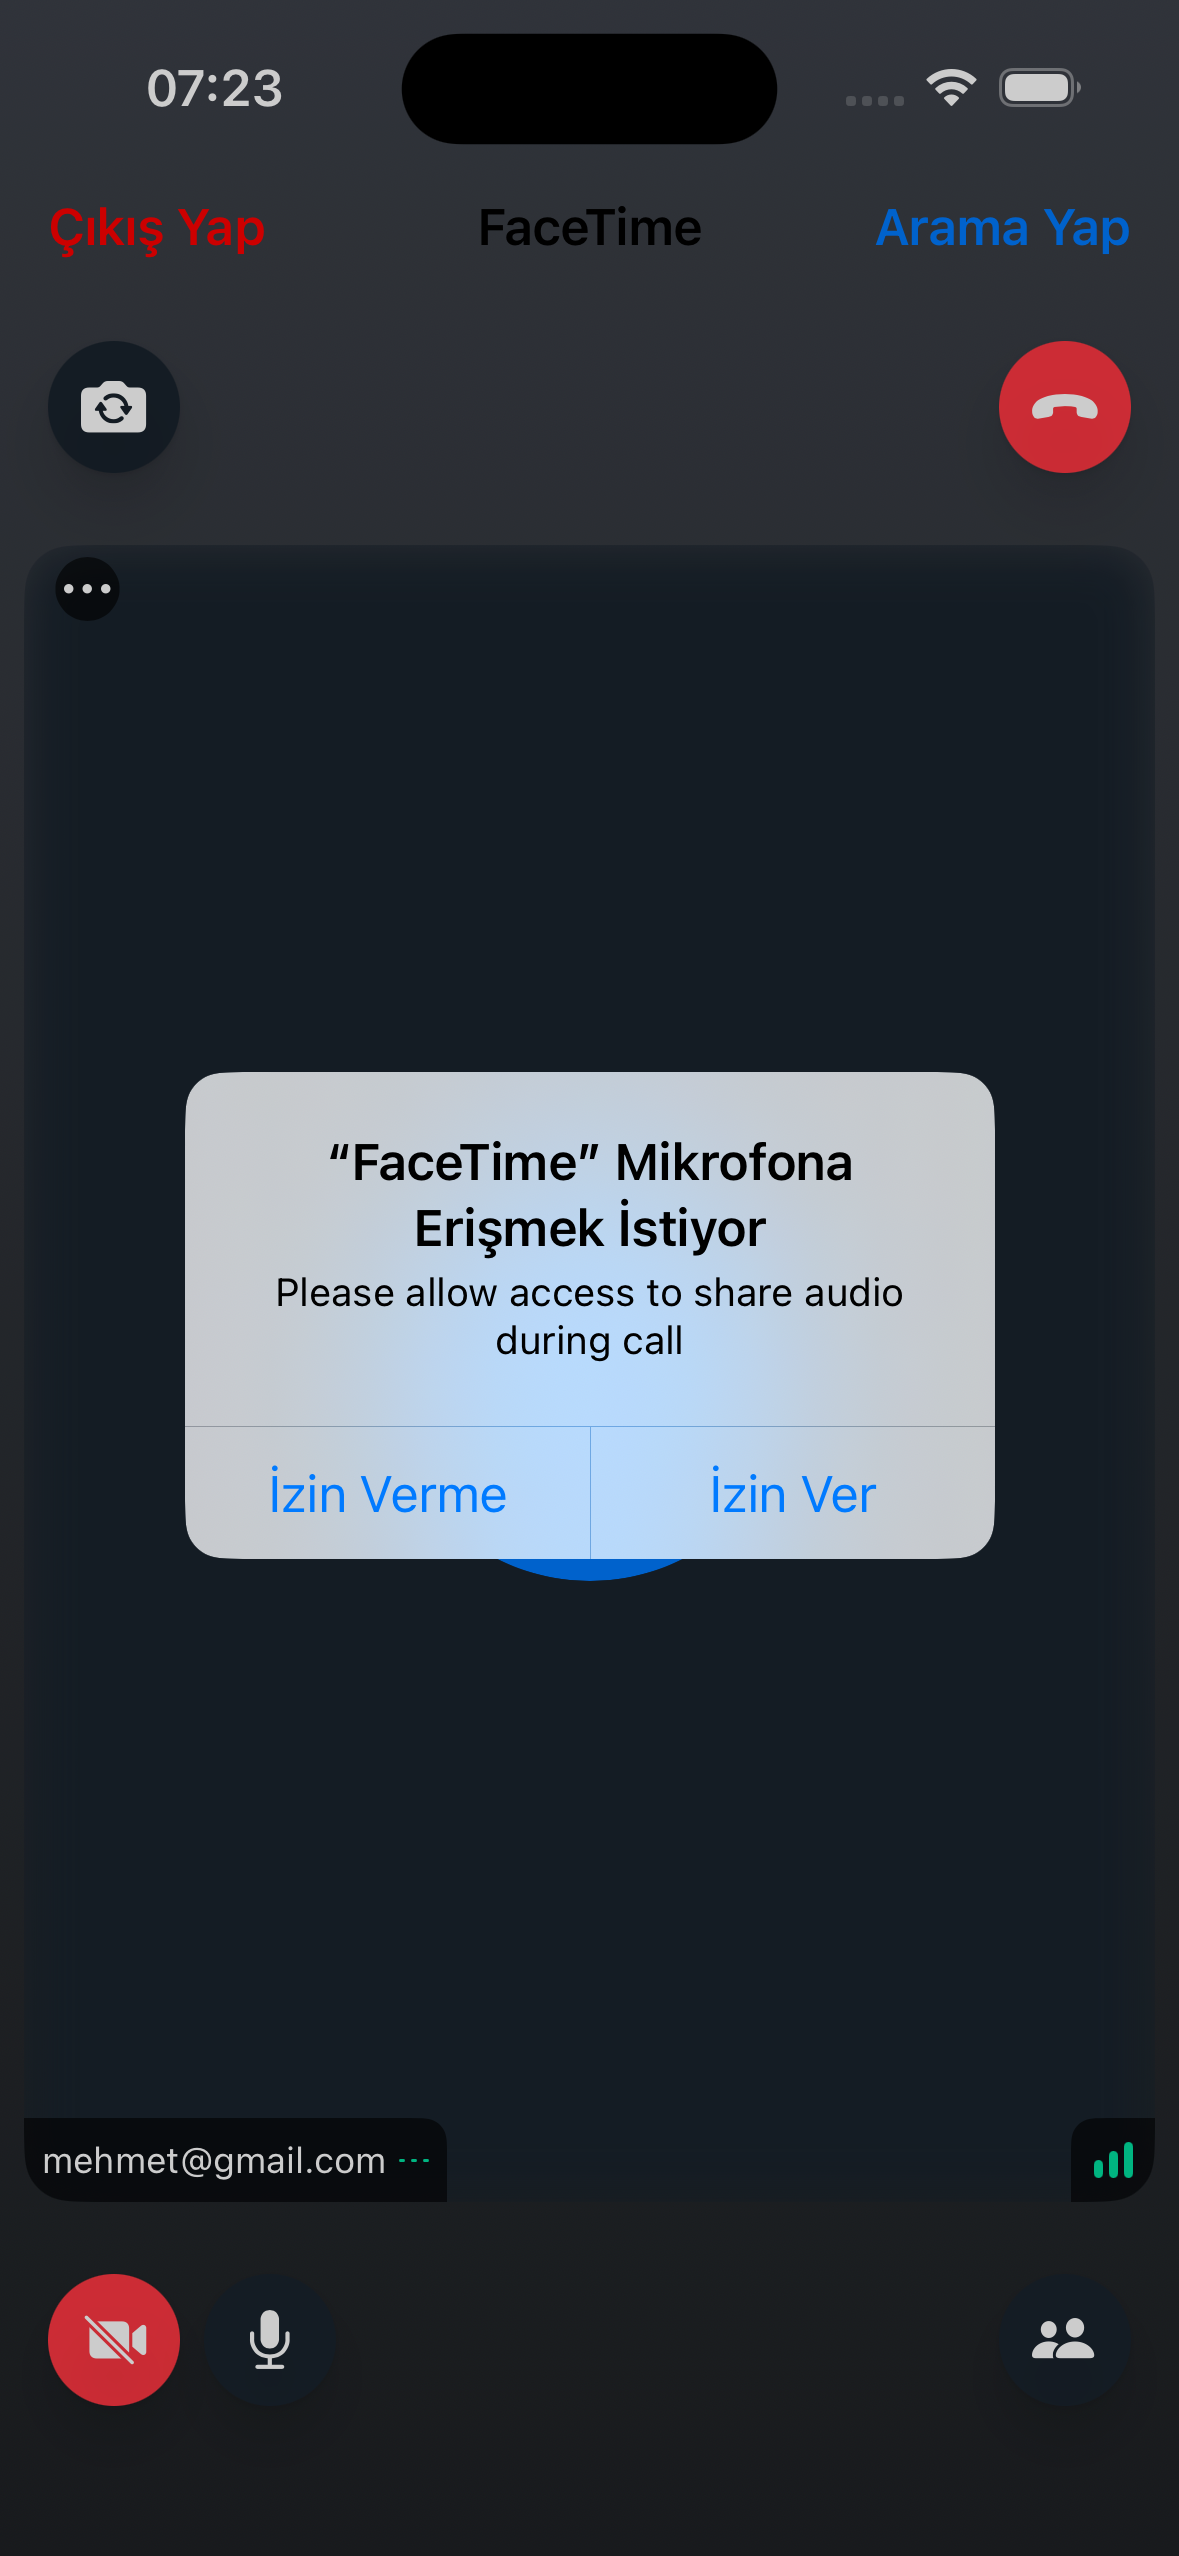 07:23
Çıkış Yap
FaceTime
Arama Yap
“FaceTime” Mikrofona
Erişmek İstiyor
Please allow access to share audio
during call
İzin Verme
İzin Ver
mehmet@gmail.com